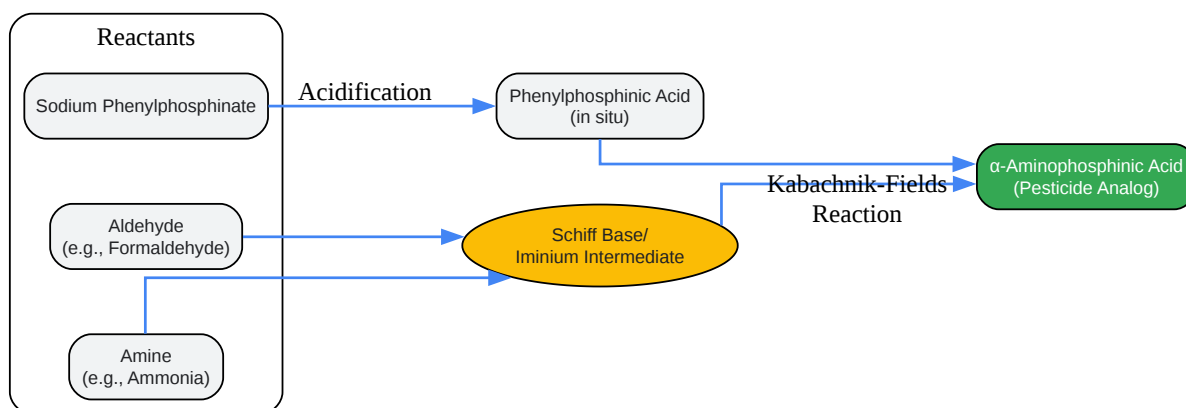 Reactants
Sodium Phenylphosphinate
Acidification
Phenylphosphinic Acid
(in situ)
α-Aminophosphinic Acid
(Pesticide Analog)
Kabachnik-Fields
Reaction
Aldehyde
(e.g., Formaldehyde)
Schiff Base/
Iminium Intermediate
Amine
(e.g., Ammonia)